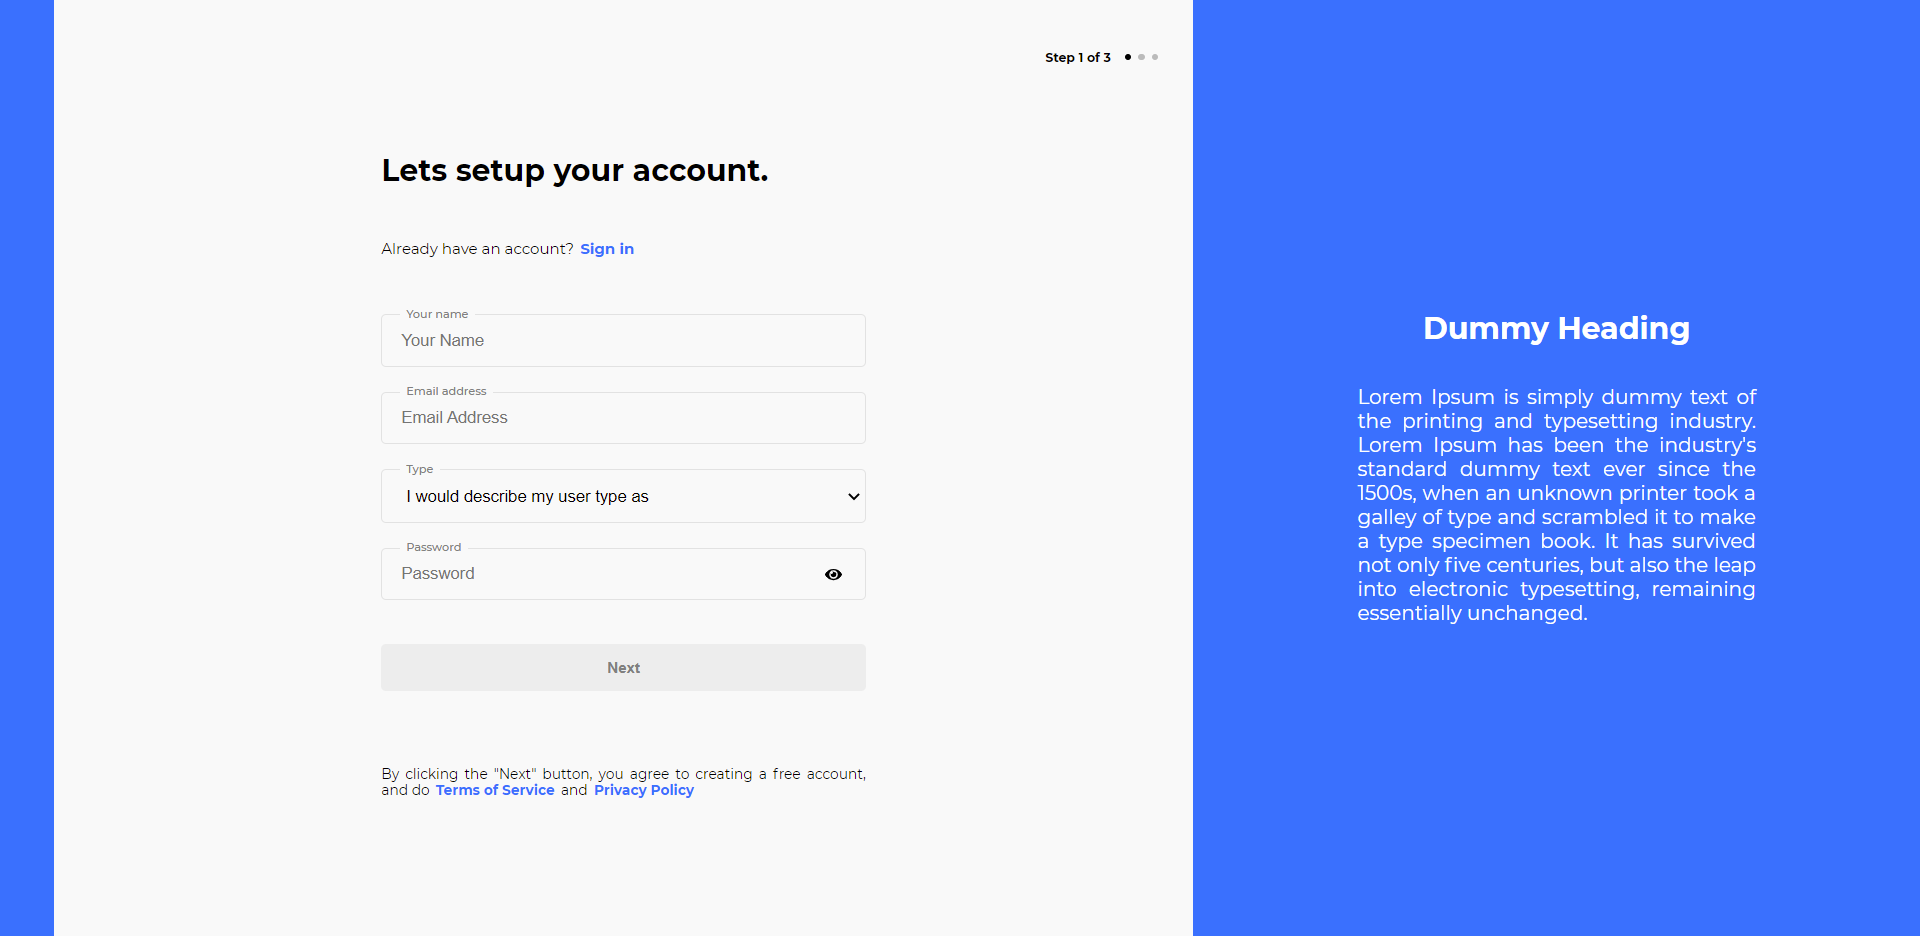 Step 1 of 3
Lets setup your account.
Already have an account? Sign in
Your name
Your Name
Email address
Email Address
Type
I would describe my user type as
Password
Password
Next
By clicking the "Next" button, you agree to creating a free account,
and do Terms of Service and Privacy Policy
Dummy Heading
Lorem Ipsum is simply dummy text of
the printing and typesetting industry.
Lorem Ipsum has been the industry's
standard dummy text ever since the
1500s, when an unknown printer took a
galley of type and scrambled it to make
a type specimen book. It has survived
not only five centuries, but also the leap
into electronic typesetting, remaining
essentially unchanged.